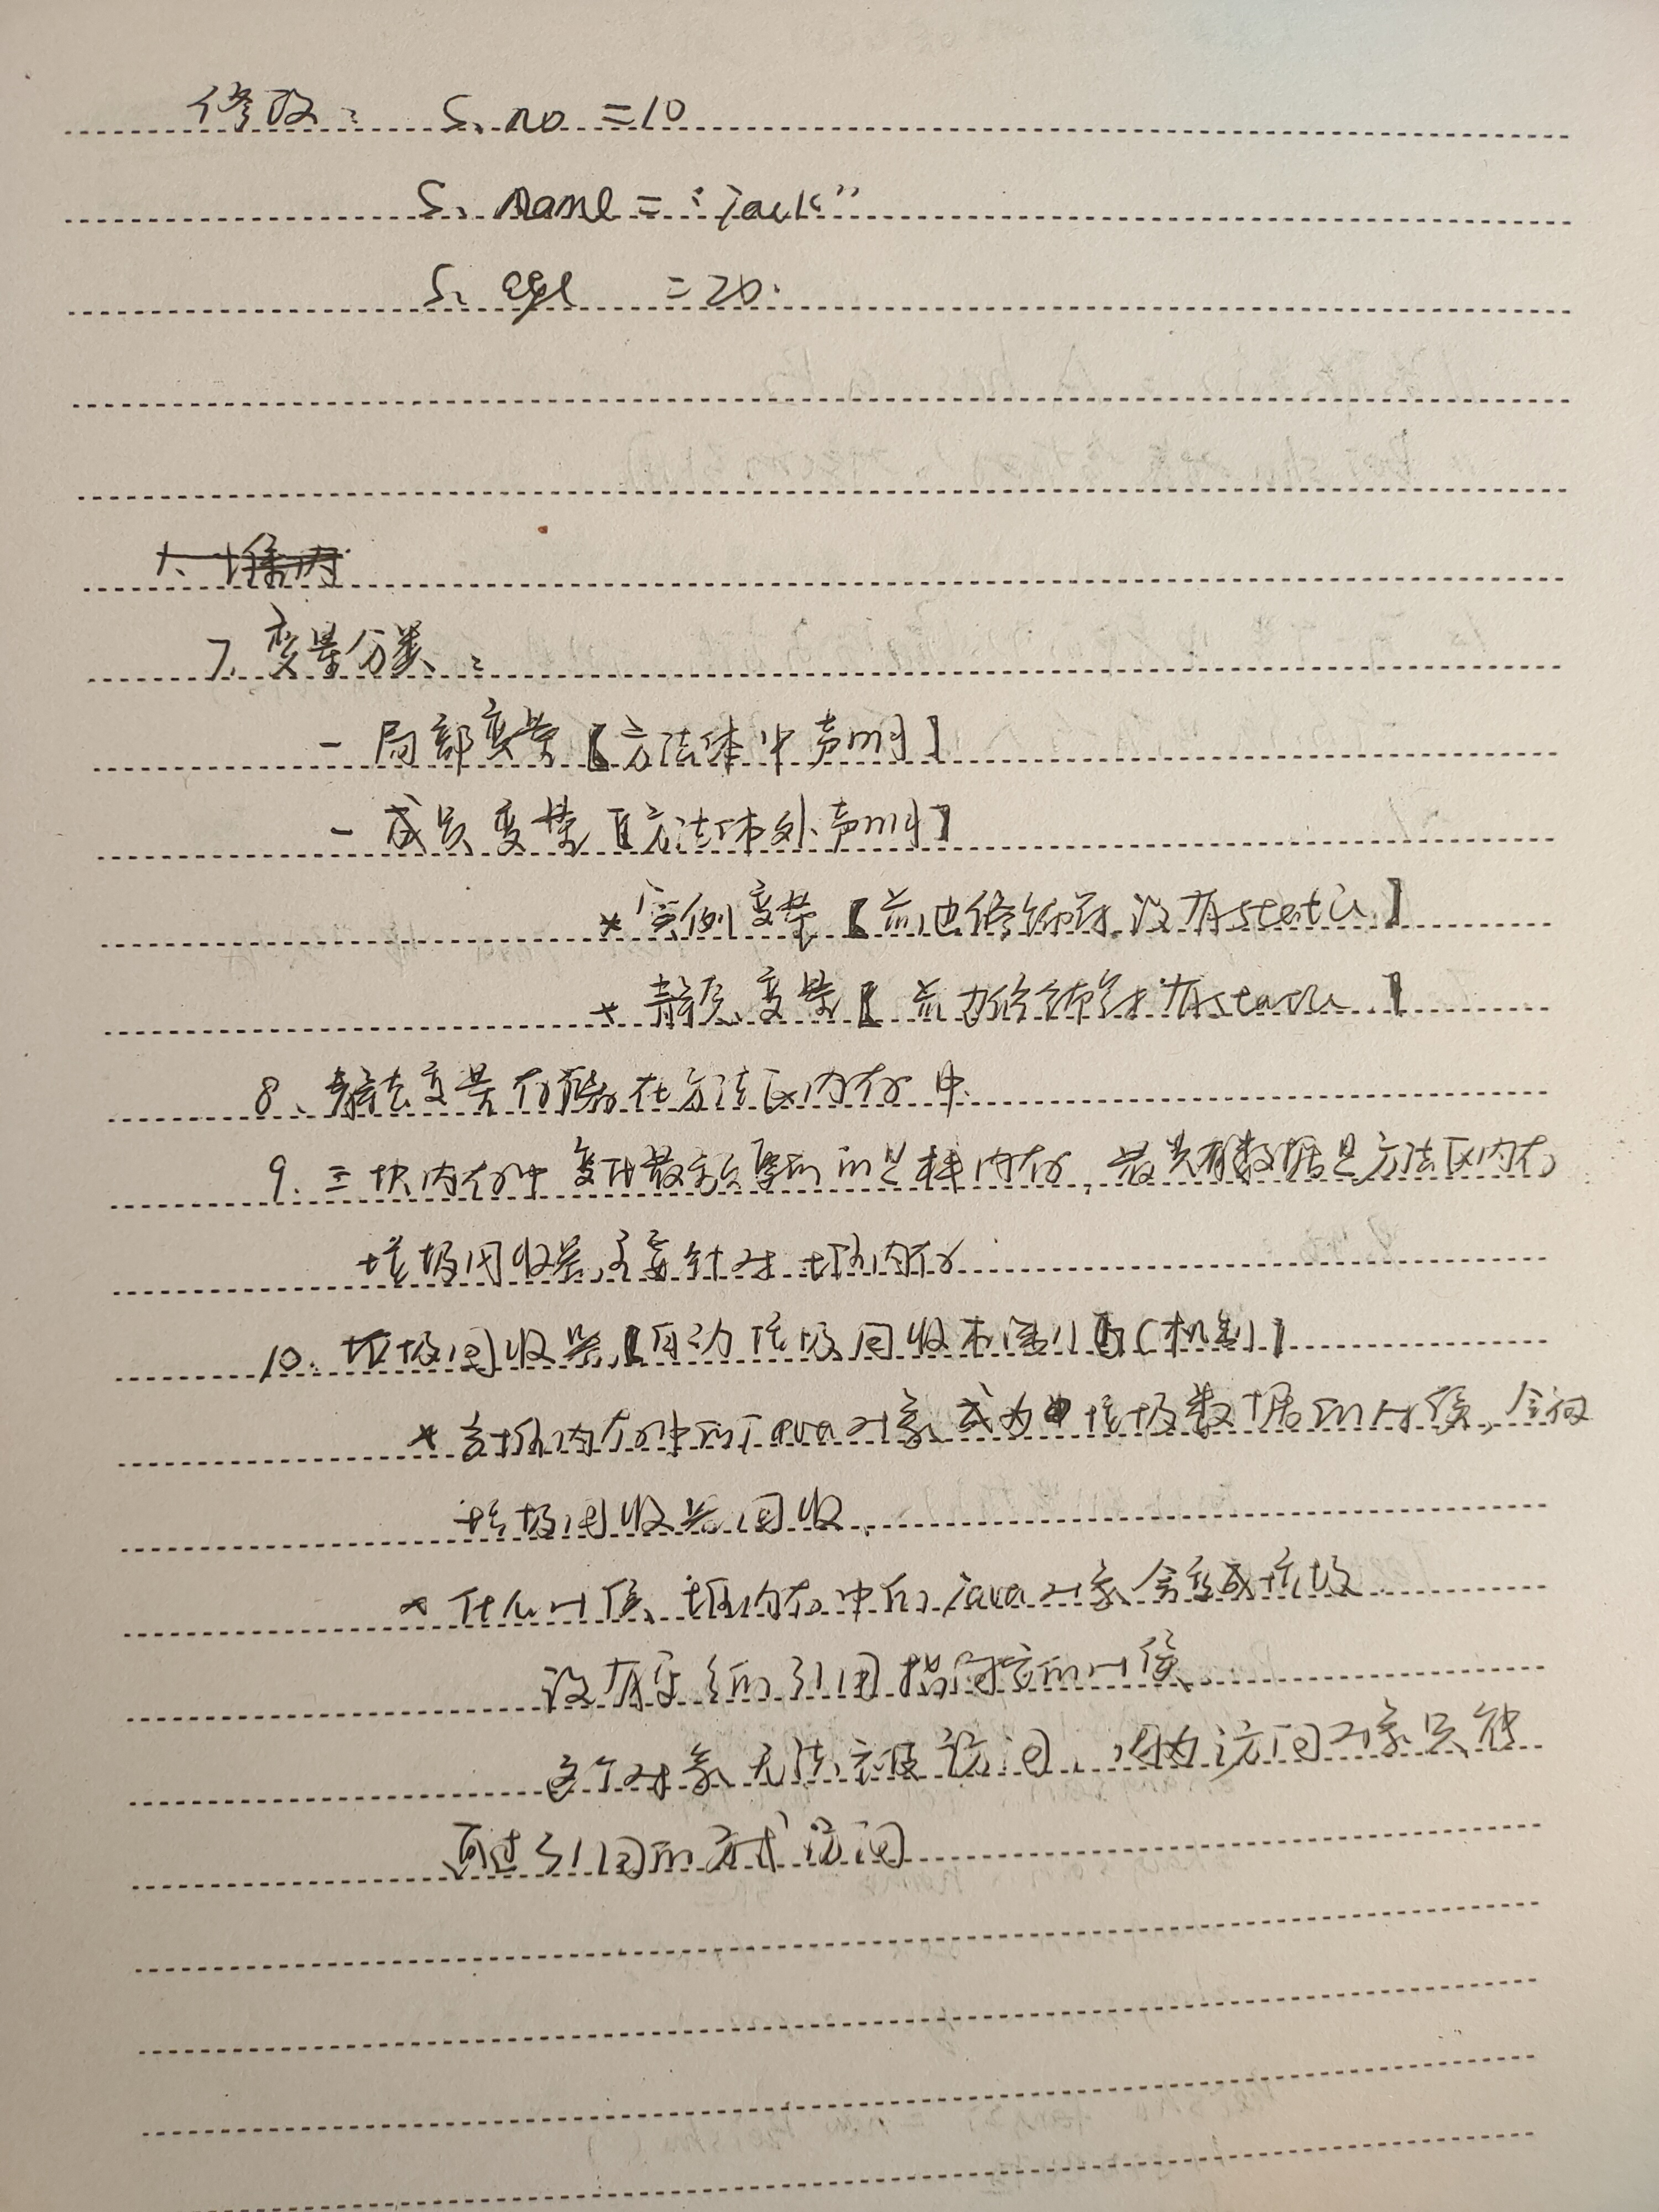 修改: S.no =10
S.name = "jack"
S.age =20.
7.变量分类:
- 局部变量【方法体中声明】
- 成员变量【方法体外声明】
* 实例变量【前边修饰符没有static】
* 静态变量【前边修饰符有static】
8、静态变量存储在方法区内存中.
9.三块内存中变化最频繁的是栈内存,最先有数据是方法区内存
垃圾回收器,主要针对堆内存
10.垃圾回收器【自动垃圾回收机制】(机制】
* 当堆内存中的java对象成为垃圾数据的时候,会被
垃圾回收器回收.
* 什么时候堆内存中的java对象会变成垃圾
没有更多的引用指向它的时候.
这个对象无法被访问,因为访问对象只能
通过引用的方式访问